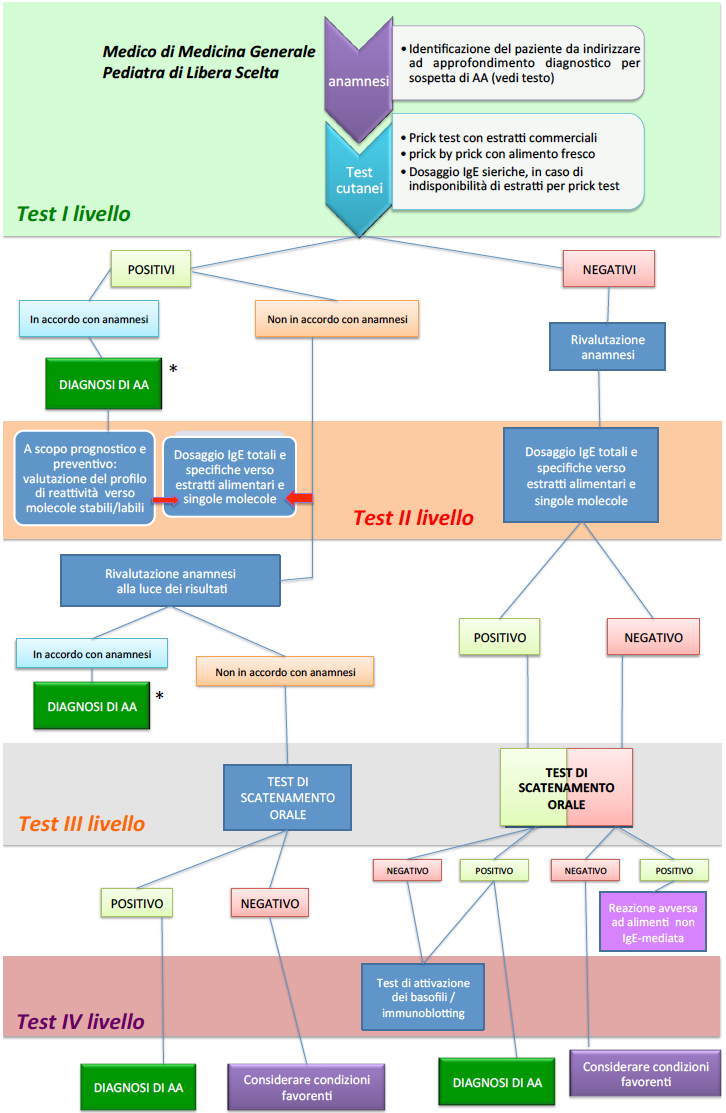 Medico di Medicina Generale
Pediatra di Libera Scelta
anamnesi
• Identificazione del paziente da indirizzare
ad approfondimento diagnostico per
sospetta di AA (vedi testo)
Test
cutanei
• Prick test con estratti commerciali
• prick by prick con alimento fresco
• Dosaggio IgE sieriche, in caso di
indisponibilità di estratti per prick test
Test I livello
POSITIVI
NEGATIVI
In accordo con anamnesi
Non in accordo con anamnesi
Rivalutazione
anamnesi
DIAGNOSI DI AA
*
A scopo prognostico e
preventivo:
valutazione del profilo
di reattività verso
molecole stabili/labili
Dosaggio IgE totali e
specifiche verso
estratti alimentari e
singole molecole
Dosaggio IgE totali e
specifiche verso
estratti alimentari e
singole molecole
Test II livello
Rivalutazione anamnesi
alla luce dei risultati
POSITIVO
NEGATIVO
In accordo con anamnesi
Non in accordo con anamnesi
DIAGNOSI DI AA
*
TEST DI
SCATENAMENTO
ORALE
TEST DI
SCATENAMENTO
ORALE
Test III livello
NEGATIVO
POSITIVO
NEGATIVO
POSITIVO
POSITIVO
NEGATIVO
Reazione avversa
ad alimenti non
IgE-mediata
Test di attivazione
dei basofili /
immunoblotting
Test IV livello
DIAGNOSI DI AA
Considerare condizioni
favorenti
DIAGNOSI DI AA
Considerare condizioni
favorenti